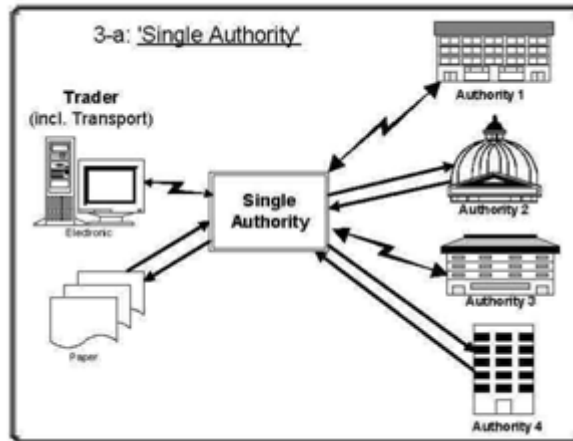 3-a: 'Single Authority'
Trader
(incl. Transport)
Electronic
Paper
Single
Authority
Authority 1
Authority 2
Authority 3
Authority 4